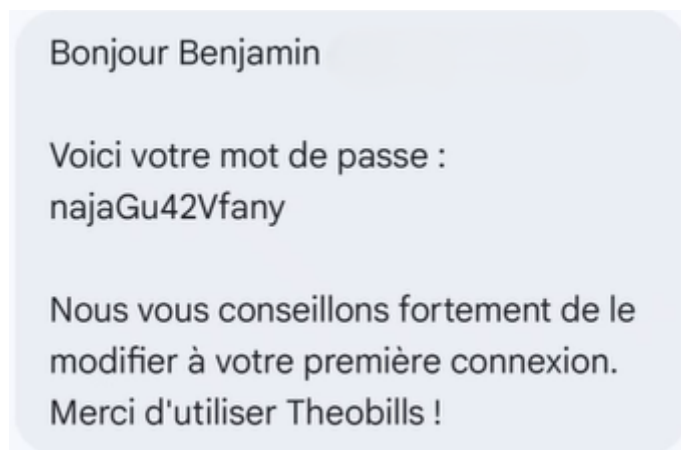 Bonjour Benjamin
Voici votre mot de passe :
najaGu42Vfany
Nous vous conseillons fortement de le
modifier à votre première connexion.
Merci d'utiliser Theobills !